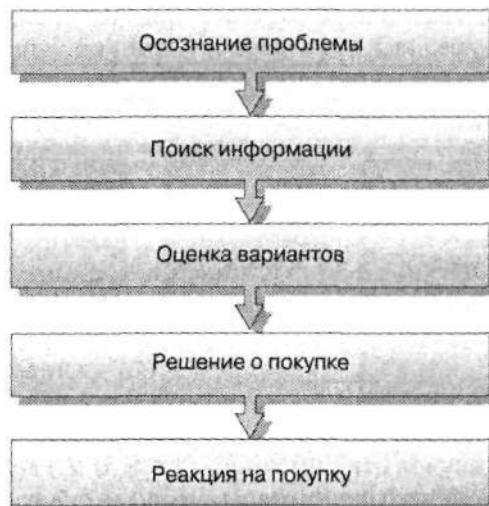 Осознание проблемы
Поиск информации
Оценка вариантов
Решение о покупке
Реакция на покупку